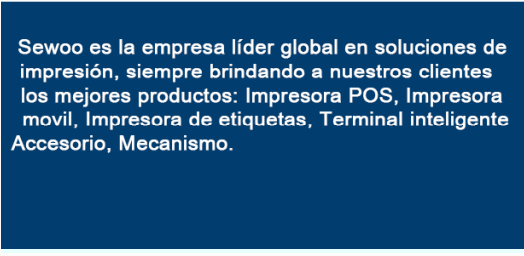 Sewoo es la empresa líder global en soluciones de
impresión, siempre brindando a nuestros clientes
los mejores productos: Impresora POS, Impresora
movil, Impresora de etiquetas, Terminal inteligente
Accesorio, Mecanismo.